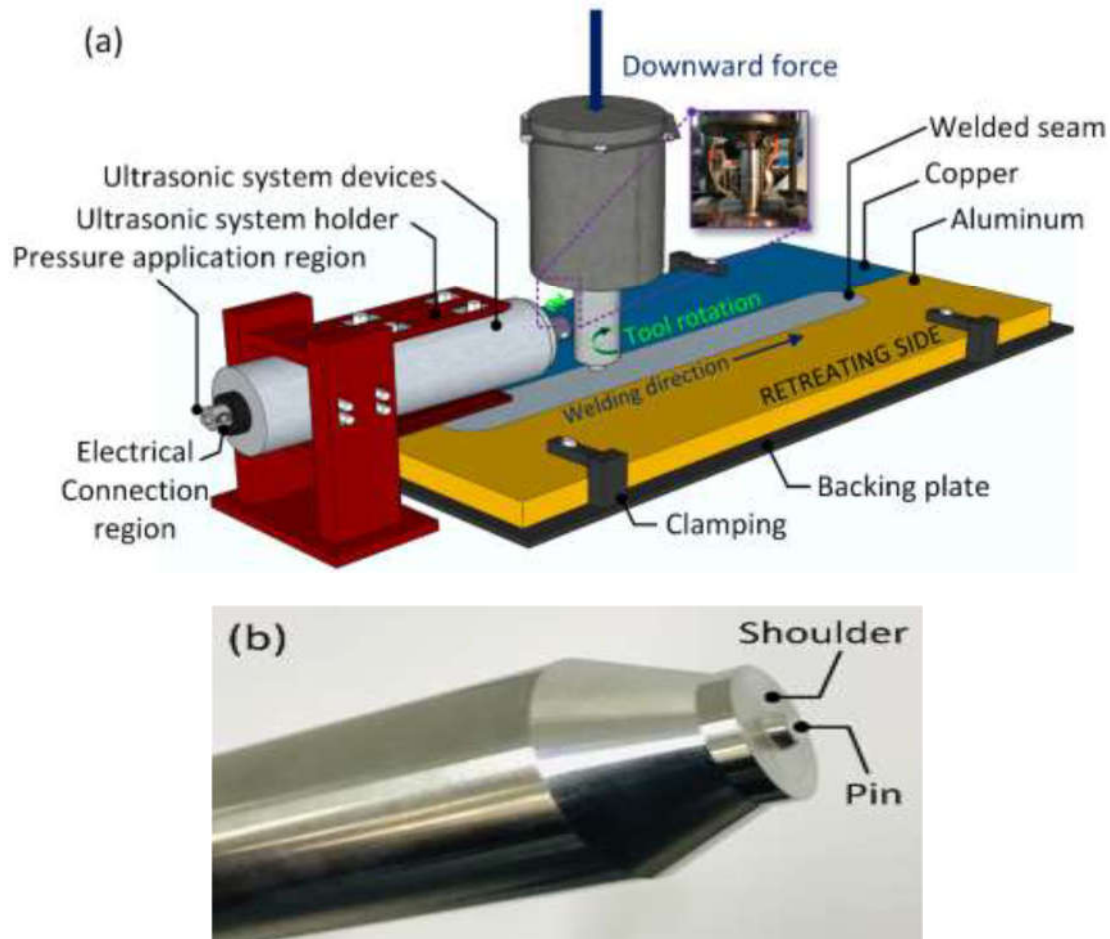 (a)
Downward force
Welded seam
Copper
Aluminum
Ultrasonic system devices
Ultrasonic system holder
Pressure application region
Tool rotation
Welding direction
RETREATING SIDE
Electrical
Connection
region
Backing plate
Clamping
(b)
Shoulder
Pin